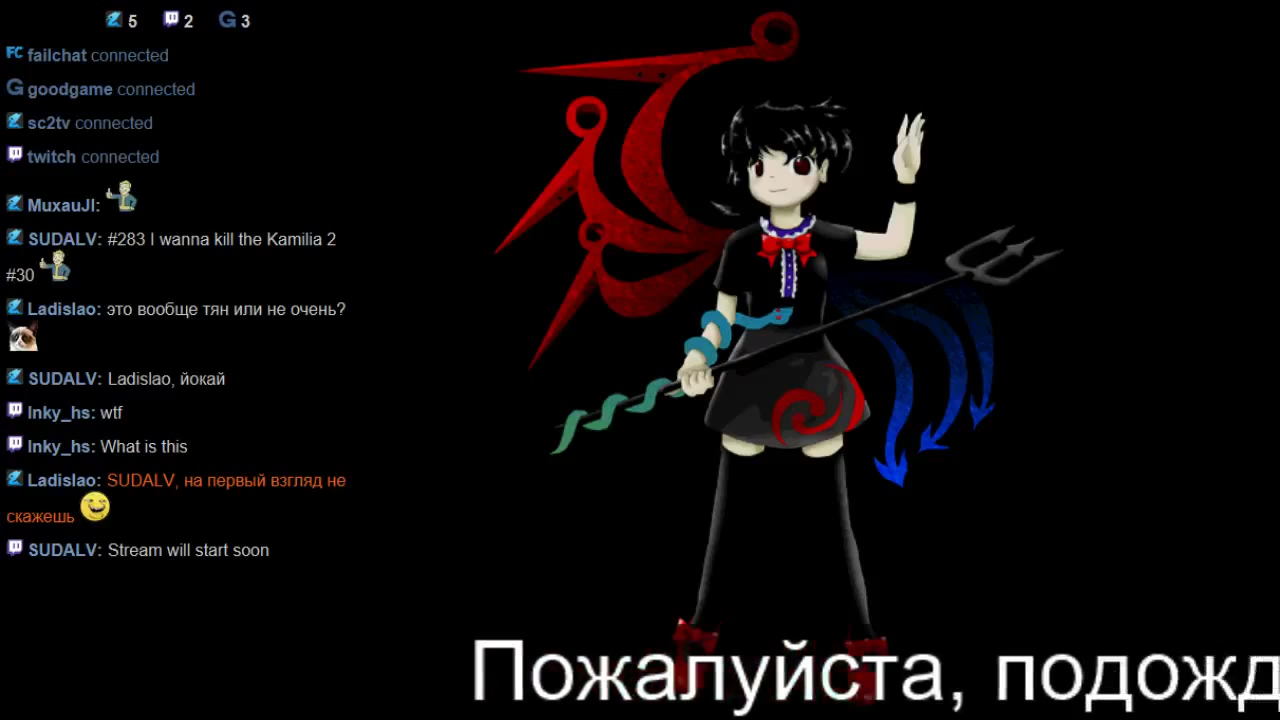 5 2 G 3
FC failchat connected
G goodgame connected
sc2tv connected
twitch connected
MuxauJl:
SUDALV: #283 I wanna kill the Kamilia 2
#30
Ladislao: это вообще тян или не очень?
SUDALV: Ladislao, йокай
Inky_hs: wtf
Inky_hs: What is this
Ladislao: SUDALV, на первый взгляд не
скажешь
SUDALV: Stream will start soon
Пожалуйста, подожд